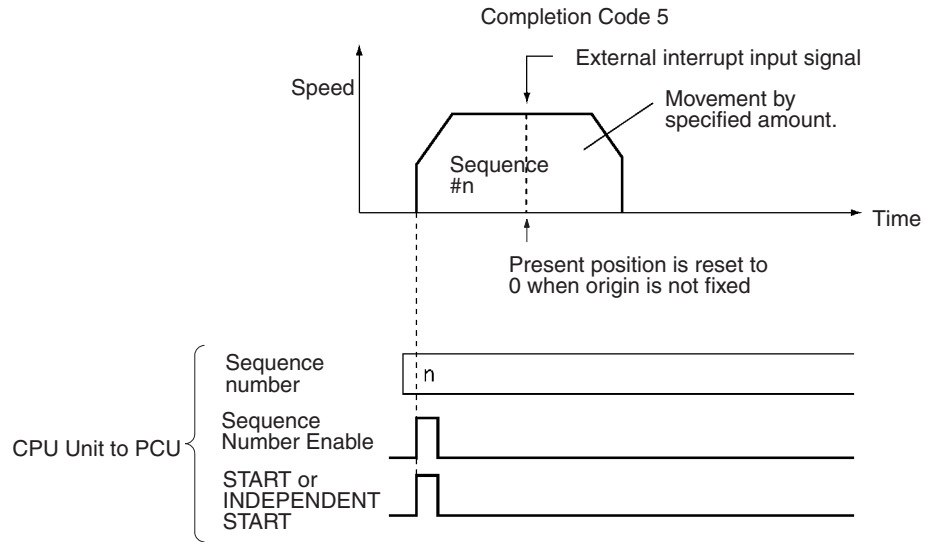 Completion Code 5
External interrupt input signal
Speed
Movement by
specified amount.
Sequence
#n
Time
Present position is reset to
0 when origin is not fixed
Sequence
number
n
Sequence
Number Enable
CPU Unit to PCU
START or
INDEPENDENT
START